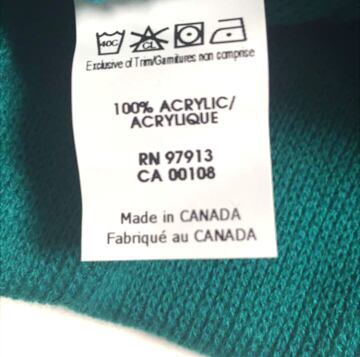 40C CL
Exclusive of Trim/Garnitures non comprise
100% ACRYLIC/
ACRYLIQUE
RN 97913
CA 00108
Made in CANADA
Fabriqué au CANADA